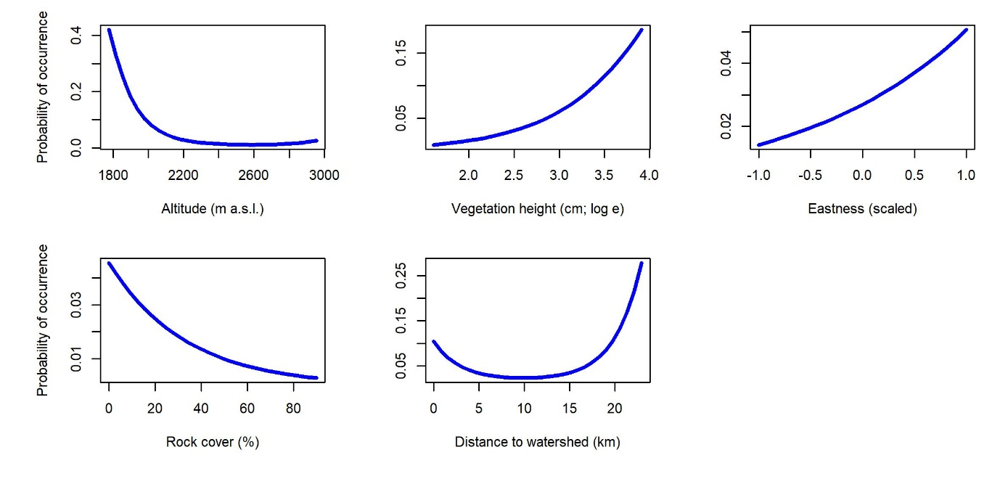 Probability of occurrence
0.4
0.2
0.0
1800 2200 2600 3000
Altitude (m a.s.l.)
0.15
0.05
2.0 2.5 3.0 3.5 4.0
Vegetation height (cm; log e)
0.04
0.02
-1.0 -0.5 0.0 0.5 1.0
Eastness (scaled)
Probability of occurrence
0.03
0.01
0 20 40 60 80
Rock cover (%)
0.25
0.15
0.05
0 5 10 15 20
Distance to watershed (km)